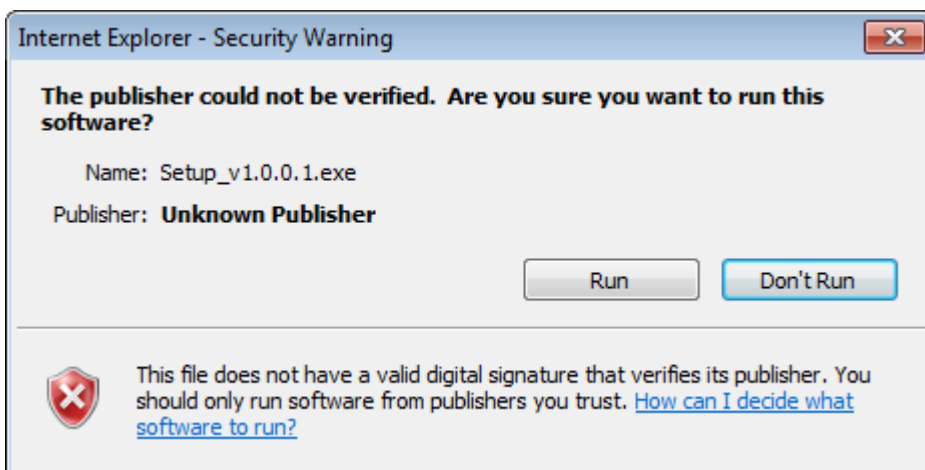 Internet Explorer - Security Warning
The publisher could not be verified.  Are you sure you want to run this
software?
Name: Setup_v1.0.0.1.exe
Publisher: Unknown Publisher
Run Don't Run
This file does not have a valid digital signature that verifies its publisher. You
should only run software from publishers you trust. How can I decide what
software to run?